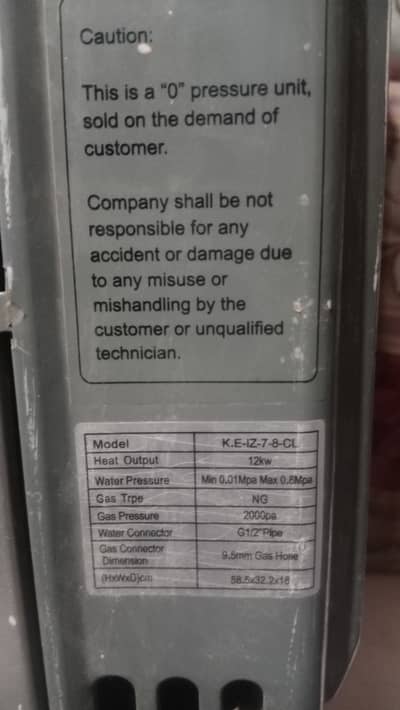 Caution:
This is a "0" pressure unit,
sold on the demand of
customer.
Company shall be not
responsible for any
accident or damage due
to any misuse or
mishandling by the
customer or unqualified
technician.
Model K.E-IZ-7-8-CL
Heat Output 12kw
Water Pressure Min 0.01Mpa Max 0.8Mpa
Gas Trpe NG
Gas Pressure 2000pa
Water Connector G1/2"Pipe
Gas Connector
Dimension 9.5mm Gas Hose
(HxWxD)cm 58.5x32.2x16